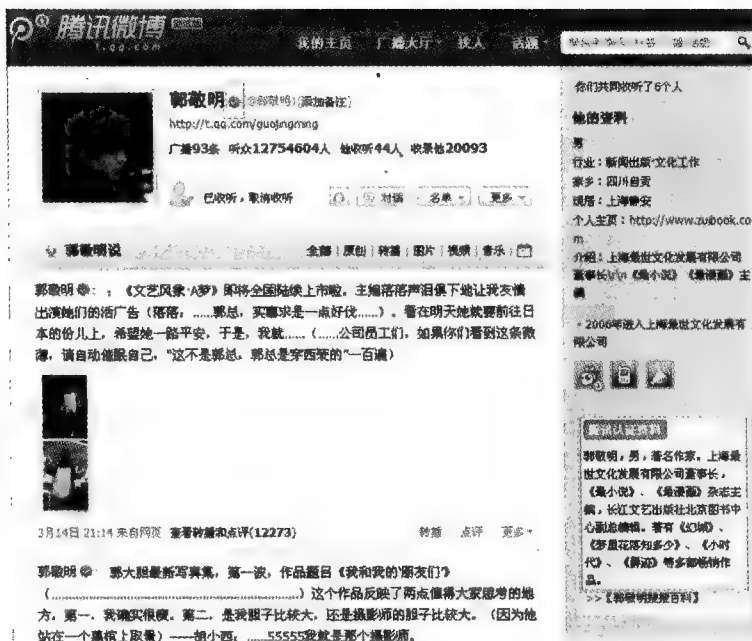 腾讯微博
t.qq.com
我的主页 广播大厅 找人 话题
郭敬明 @郭敬明 [添加备注]
http://t.qq.com/guojingming
广播93条 听众12754604人 他收听44人 收录他20093
已收听，取消收听
对话 名单 更多
郭敬明说
全部 | 原创 | 转播 | 图片 | 视频 | 音乐 |
郭敬明：：《文艺风象·A梦》即将全国陆续上市啦。主编落落声泪俱下地让我友情
出演她们的活广告（落落，……郭总，实事求是一点好伐……）。看在明天她就要前往日
本的份儿上，希望她一路平安，于是，我就……（……公司员工们，如果你们看到这条微
薄，请自动催眠自己，“这不是郭总，郭总是穿西装的”一百遍）
3月14日 21:14 来自网页 查看转播和点评(12273)
转播 点评 更多
郭敬明 郭大胆最新写真集，第一波，作品题目《我和我的‘朋友们’》
(……) 这个作品反映了两点值得大家思考的地
方。第一、我确实很瘦。第二、是我胆子比较大，还是摄影师的胆子比较大。（因为他
站在一个墓槟上取景）----胡小西：……55555我就是那个摄影师。
你们共同收听了6个人
他的资料
男
行业：新闻出版·文化工作
家乡：四川自贡
现居：上海静安
个人主页：http://www.zuibook.co
m
介绍：上海最世文化发展有限公司
董事长\r\n《最小说》《最漫画》主
编
· 2006年进入上海最世文化发展有
限公司
郭敬明，男，著名作家。上海最
世文化发展有限公司董事长，
《最小说》、《最漫画》杂志主
编，长江文艺出版社北京图书中
心副总编辑。著有《幻城》、
《梦里花落知多少》、《小时
代》、《爵迹》等多部畅销作
品。
>>【郭敬明搜搜百科】